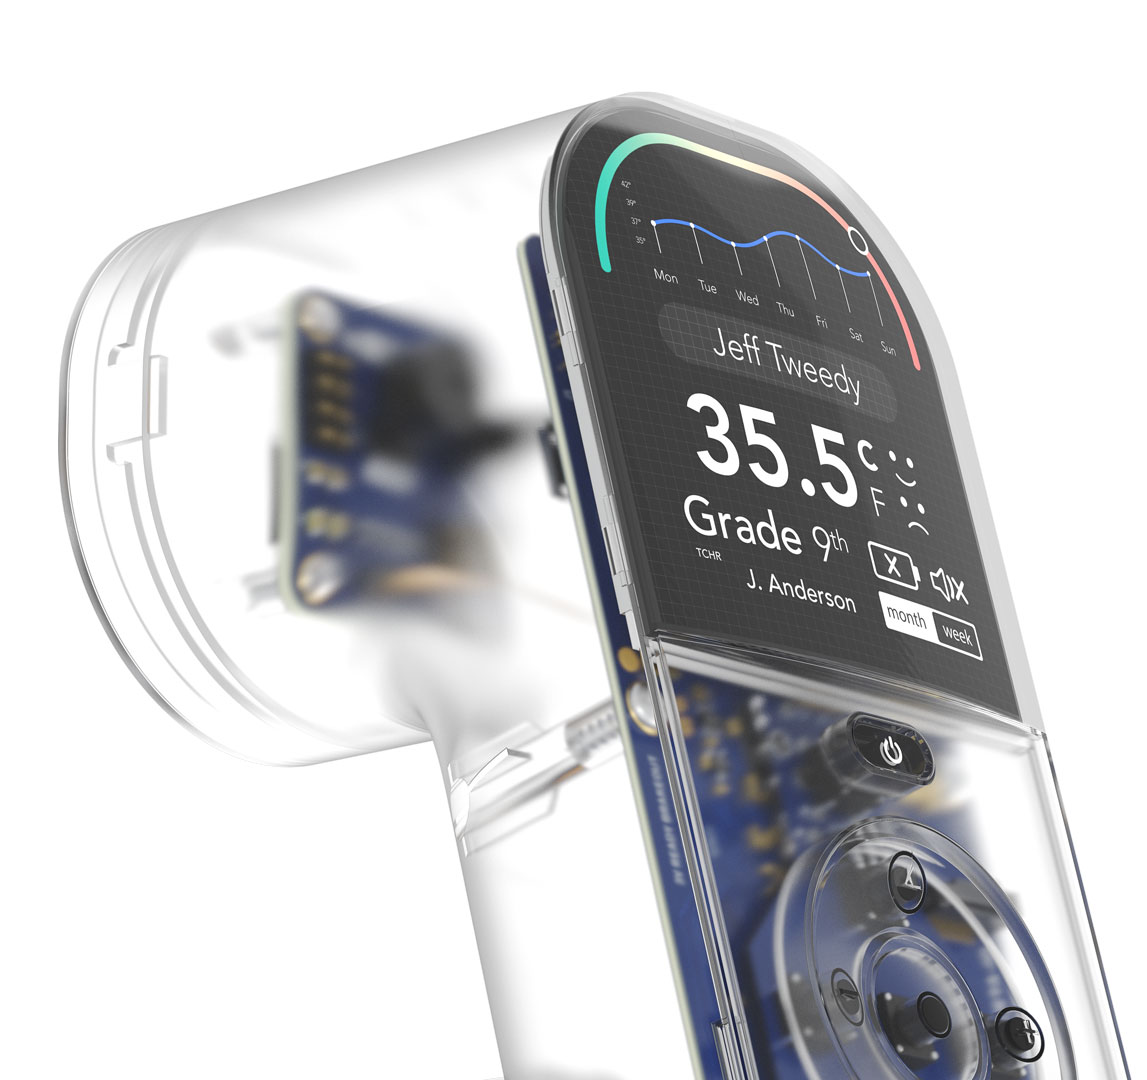 42°
39°
37°
35°
Mon Tue Wed Thu Fri Sat Sun
Jeff Tweedy
35.5 C
F
Grade 9th
TCHR
J. Anderson
X
month week